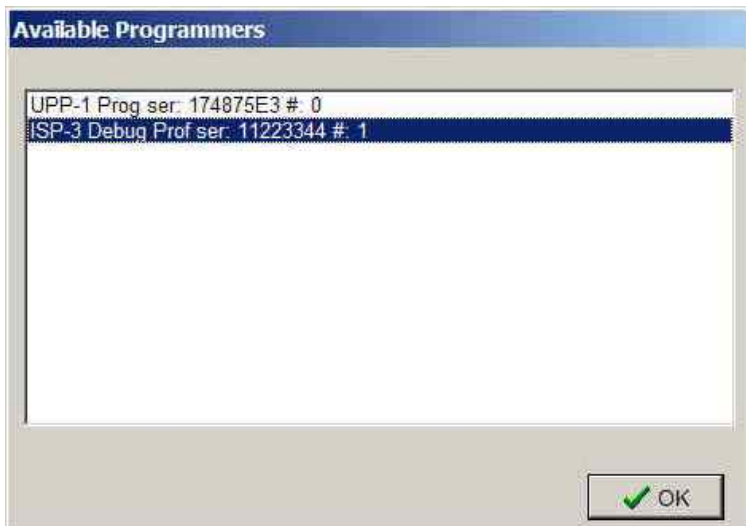 Available Programmers
UPP-1 Prog ser: 174875E3 #: 0
ISP-3 Debug Prof ser: 11223344 #: 1
OK